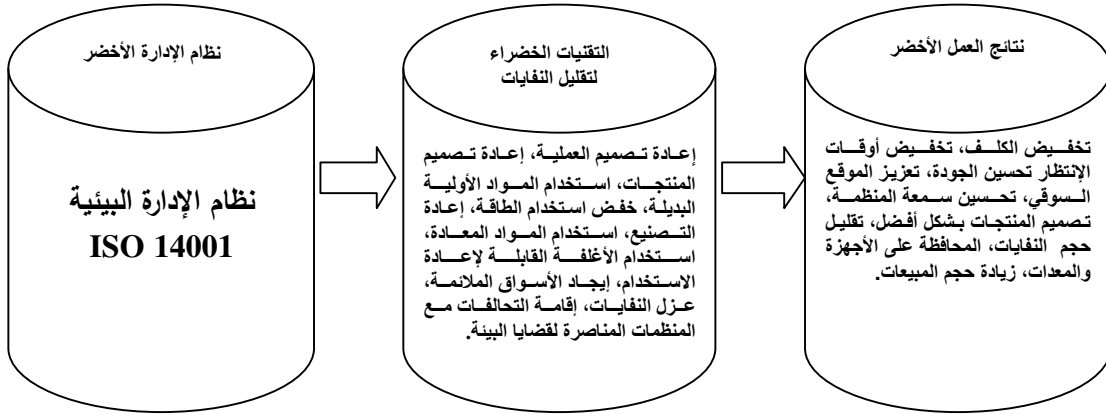 نظام الإدارة الأخضر
نظام الإدارة البيئية
ISO 14001
التقنيات الخضراء
لتقليل النفايات
إعادة تصميم العملية، إعادة تصميم
المنتجات، استخدام المواد الأولية
البديلة، خفض استخدام الطاقة، إعادة
التصنيع، استخدام المواد المعادة،
استخدام الأغلفة القابلة لإعادة
الاستخدام، إيجاد الأسواق الملائمة،
عزل النفايات، إقامة التحالفات مع
المنظمات المناصرة لقضايا البيئة.
نتائج العمل الأخضر
تخفيض الكلف، تخفيض أوقات
الإنتظار تحسين الجودة، تعزيز الموقع
السوقي، تحسين سمعة المنظمة،
تصميم المنتجات بشكل أفضل، تقليل
حجم النفايات، المحافظة على الأجهزة
والمعدات، زيادة حجم المبيعات.